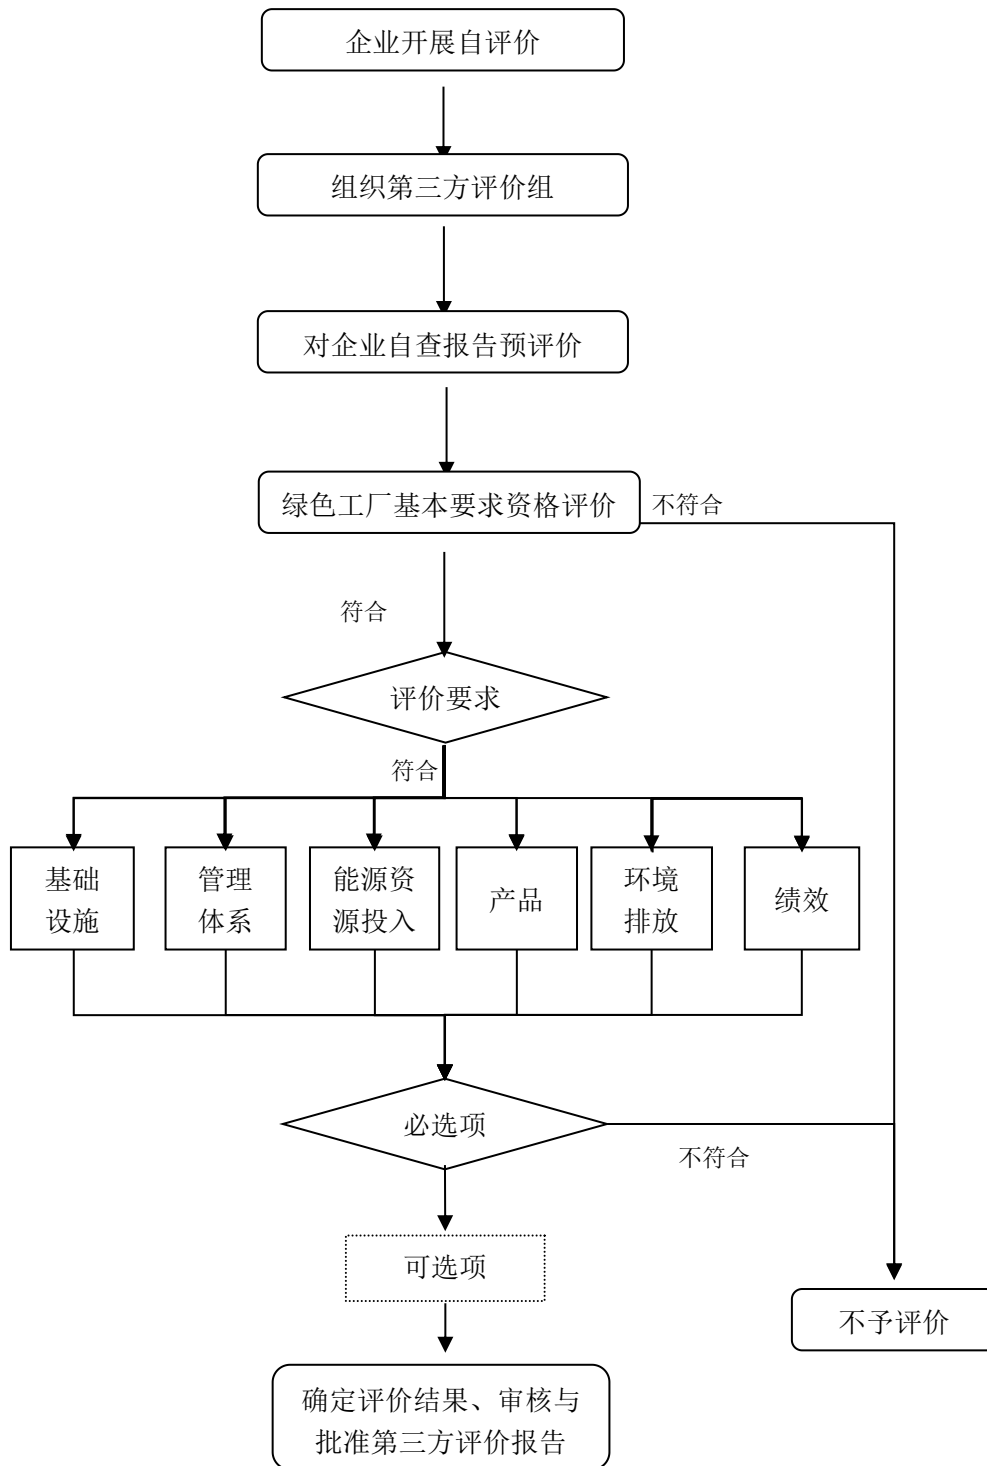 企业开展自评价
组织第三方评价组
对企业自查报告预评价
绿色工厂基本要求资格评价
不符合
符合
评价要求
符合
基础
设施
管理
体系
能源资
源投入
产品
环境
排放
绩效
必选项
不符合
可选项
不予评价
确定评价结果、审核与
批准第三方评价报告